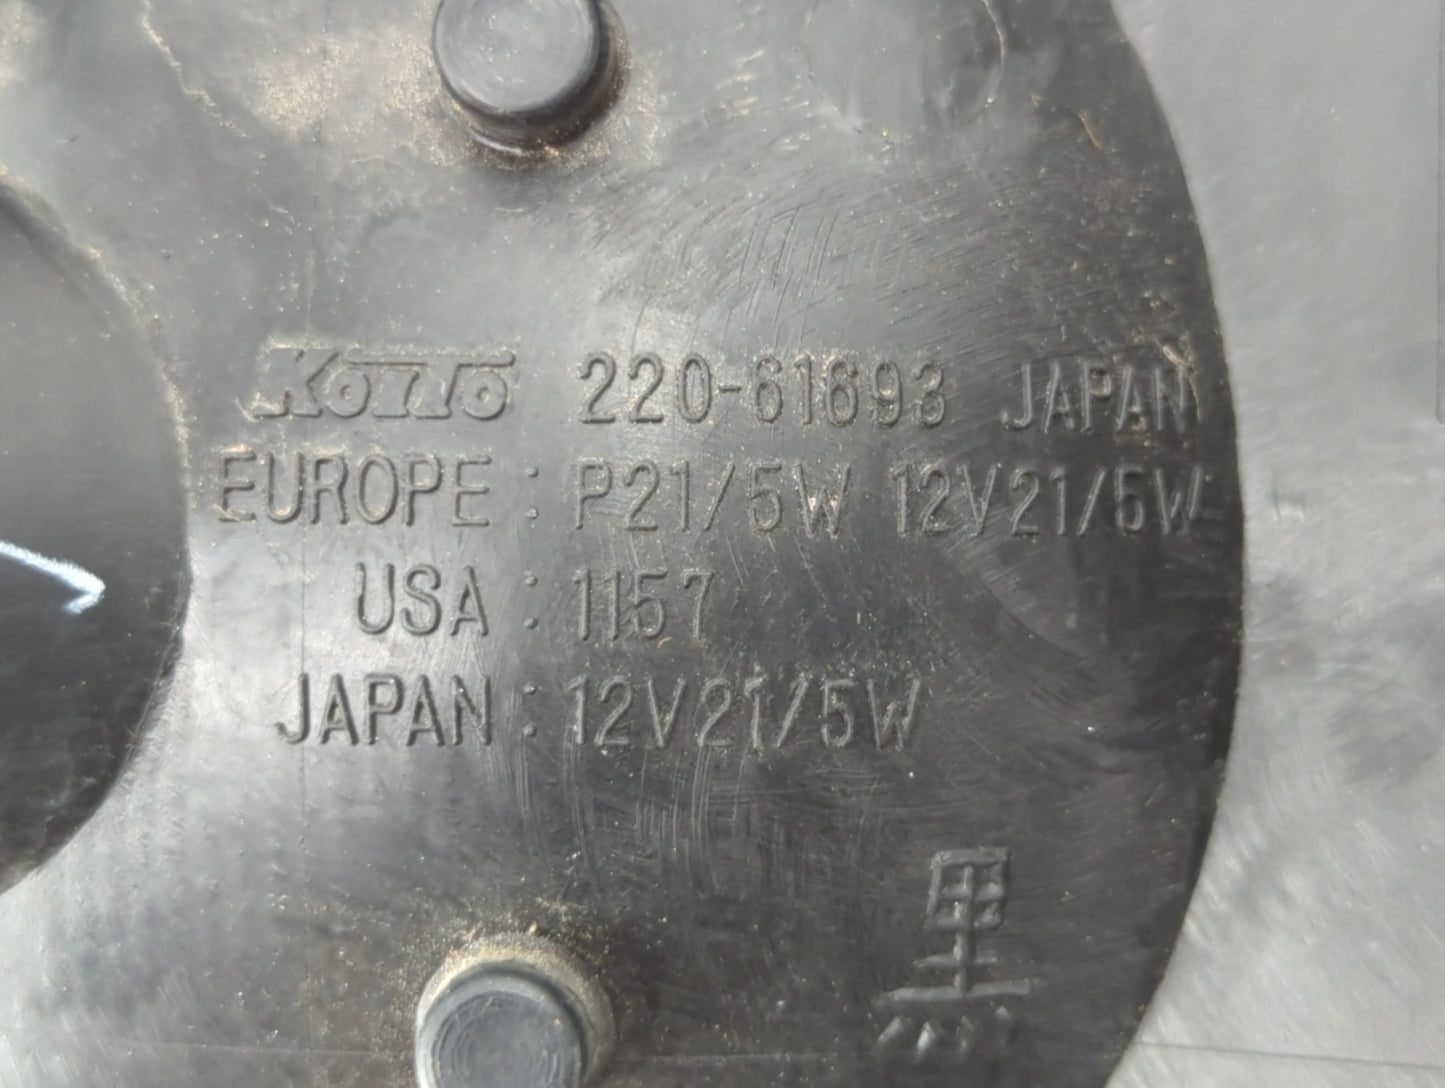 KOITO 220-61693 JAPAN
EUROPE : P21/5W 12V21/5W
USA : 1157
JAPAN : 12V21/5W
黒